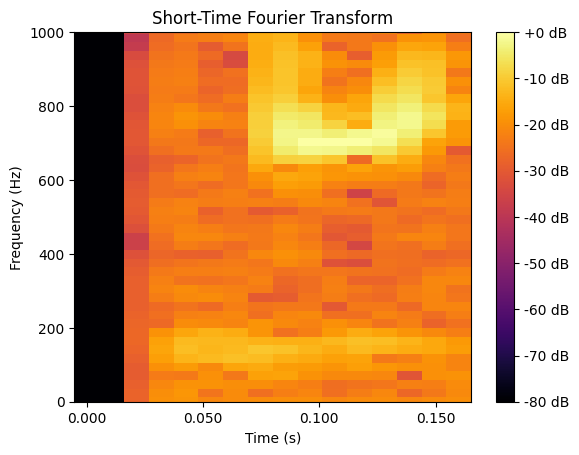 Short-Time Fourier Transform
1000
800
600
400
200
0
Frequency (Hz)
0.000
0.050
0.100
0.150
Time (s)
+0 dB
-10 dB
-20 dB
-30 dB
-40 dB
-50 dB
-60 dB
-70 dB
-80 dB